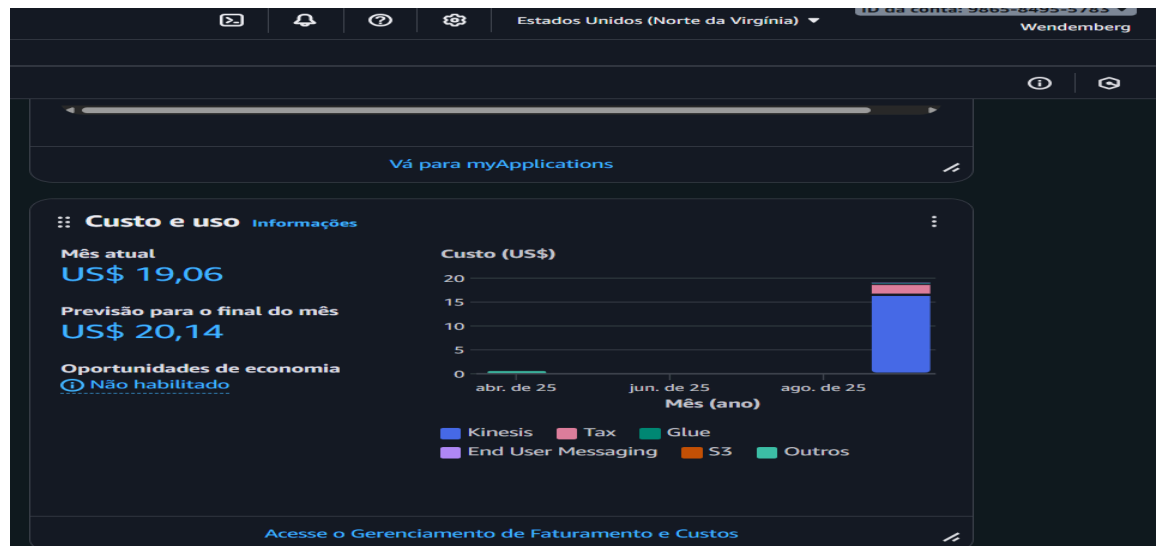 Estados Unidos (Norte da Virgínia)
Wendemberg
Vá para myApplications
Custo e uso Informações
Mês atual
US$ 19,06
Previsão para o final do mês
US$ 20,14
Oportunidades de economia
Não habilitado
Custo (US$)
20
15
10
5
0
abr. de 25 jun. de 25 ago. de 25
Mês (ano)
Kinesis Tax Glue
End User Messaging S3 Outros
Acesse o Gerenciamento de Faturamento e Custos